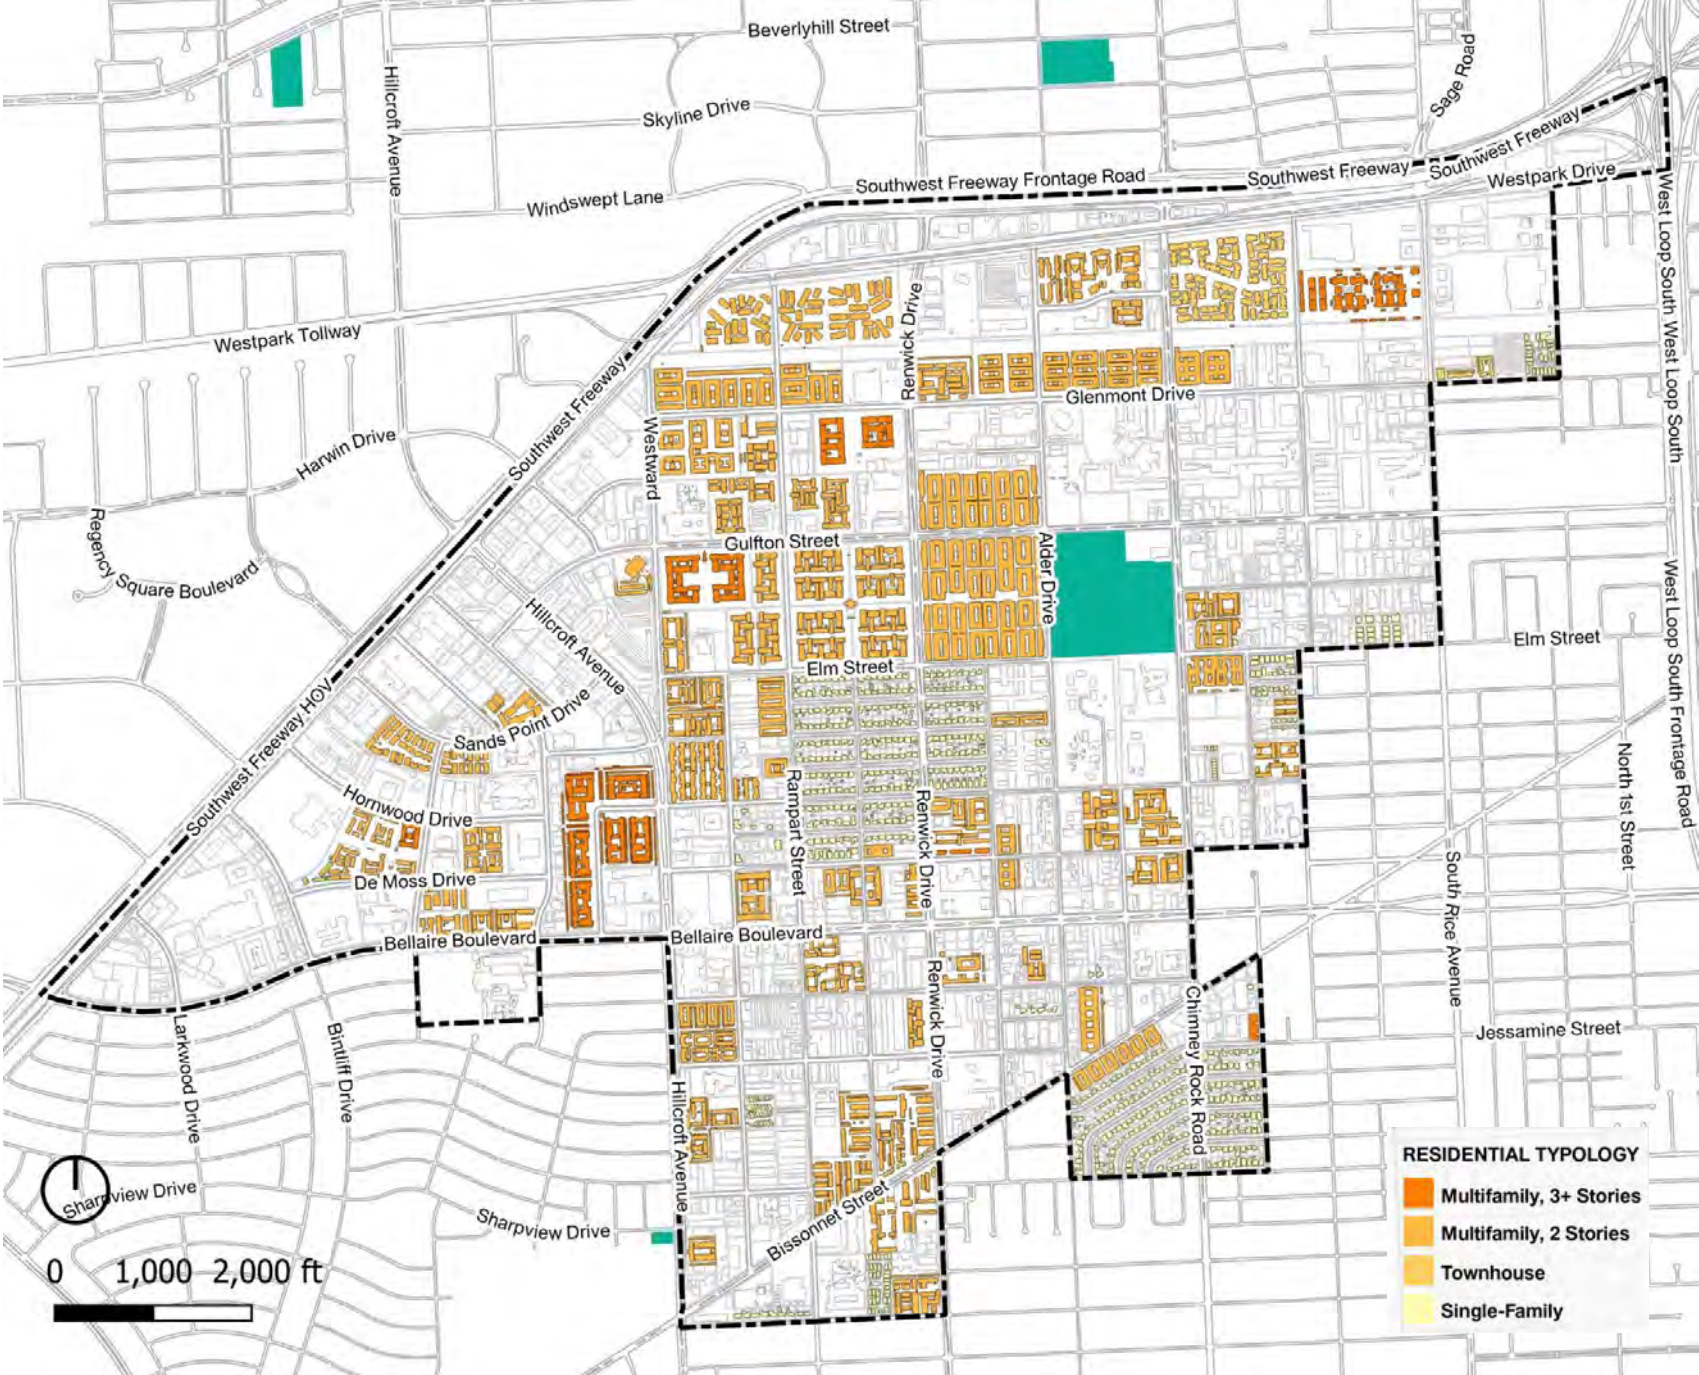 Beverlyhill Street
Sage Road
Hillcroft Avenue
Skyline Drive
Southwest Freeway
Southwest Freeway Frontage Road
Southwest Freeway
Westpark Drive
Windswept Lane
West Loop South
West Loop South
Westpark Tollway
Renwick Drive
Southwest Freeway
Glenmont Drive
West Loop South
Harwin Drive
Westward
Regency Square Boulevard
Gulfton Street
Alder Drive
Hillcroft Avenue
West Loop South Frontage Road
Elm Street
Elm Street
Southwest Freeway HOV
Sands Point Drive
North 1st Street
Rampart Street
Hornwood Drive
Renwick Drive
De Moss Drive
South Rice Avenue
Bellaire Boulevard
Bellaire Boulevard
Renwick Drive
Chimney Rock Road
Larkwood Drive
Bintliff Drive
Jessamine Street
Hillcroft Avenue
RESIDENTIAL TYPOLOGY
Multifamily, 3+ Stories
Multifamily, 2 Stories
Townhouse
Single-Family
Sharpview Drive
Sharpview Drive
Bissonnet Street
0 1,000 2,000 ft